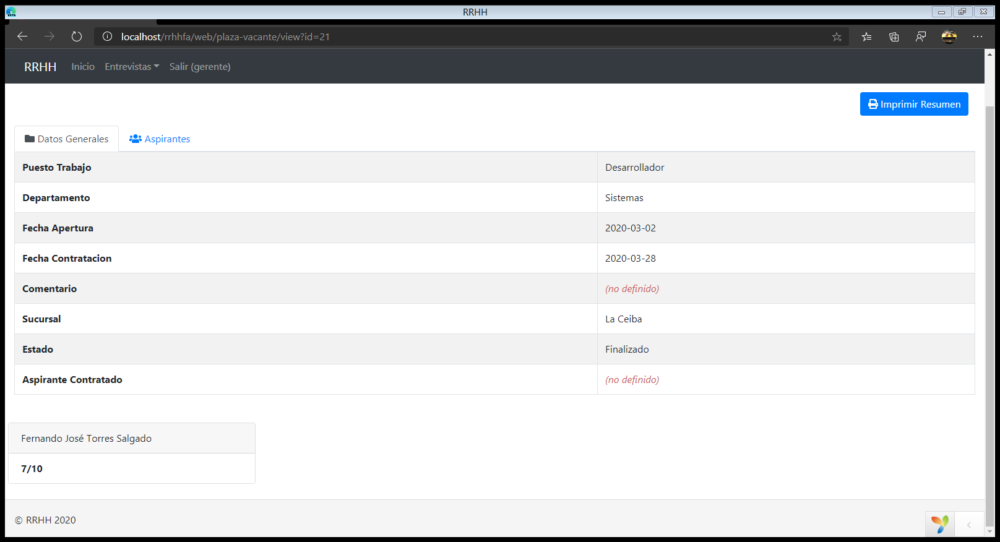 RRHH
localhost/rrhhfa/web/plaza-vacante/view?id=21
RRHH Inicio Entrevistas Salir (gerente)
Imprimir Resumen
Datos Generales Aspirantes
Puesto Trabajo Desarrollador
Departamento Sistemas
Fecha Apertura 2020-03-02
Fecha Contratacion 2020-03-28
Comentario (no definido)
Sucursal La Ceiba
Estado Finalizado
Aspirante Contratado (no definido)
Fernando José Torres Salgado
7/10
© RRHH 2020